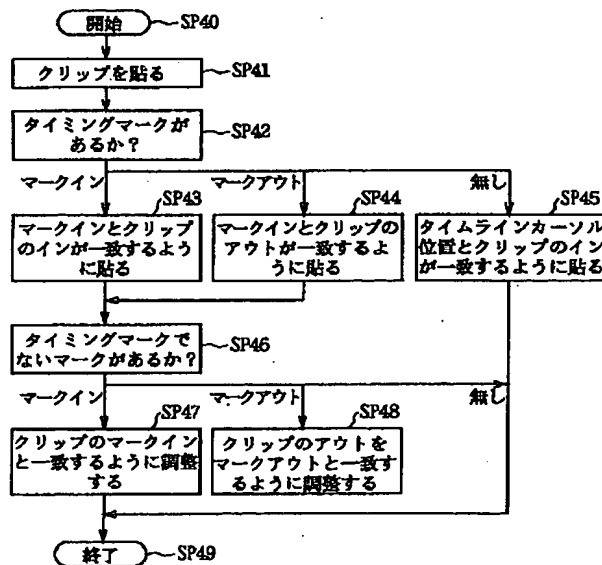 開始
SP40
クリップを貼る
SP41
タイミングマークが
あるか?
SP42
マークイン
マークアウト
無し
SP43
マークインとクリップ
のインが一致するよう
に貼る
SP44
マークインとクリップの
アウトが一致するよ
うに貼る
SP45
タイムラインカーソル
位置とクリップのイン
が一致するように貼る
タイミングマークで
ないマークがあるか?
SP46
マークイン
マークアウト
無し
SP47
クリップのマークイン
と一致するように調整
する
SP48
クリップのアウトを
マークアウトと一致す
るように調整する
終了
SP49